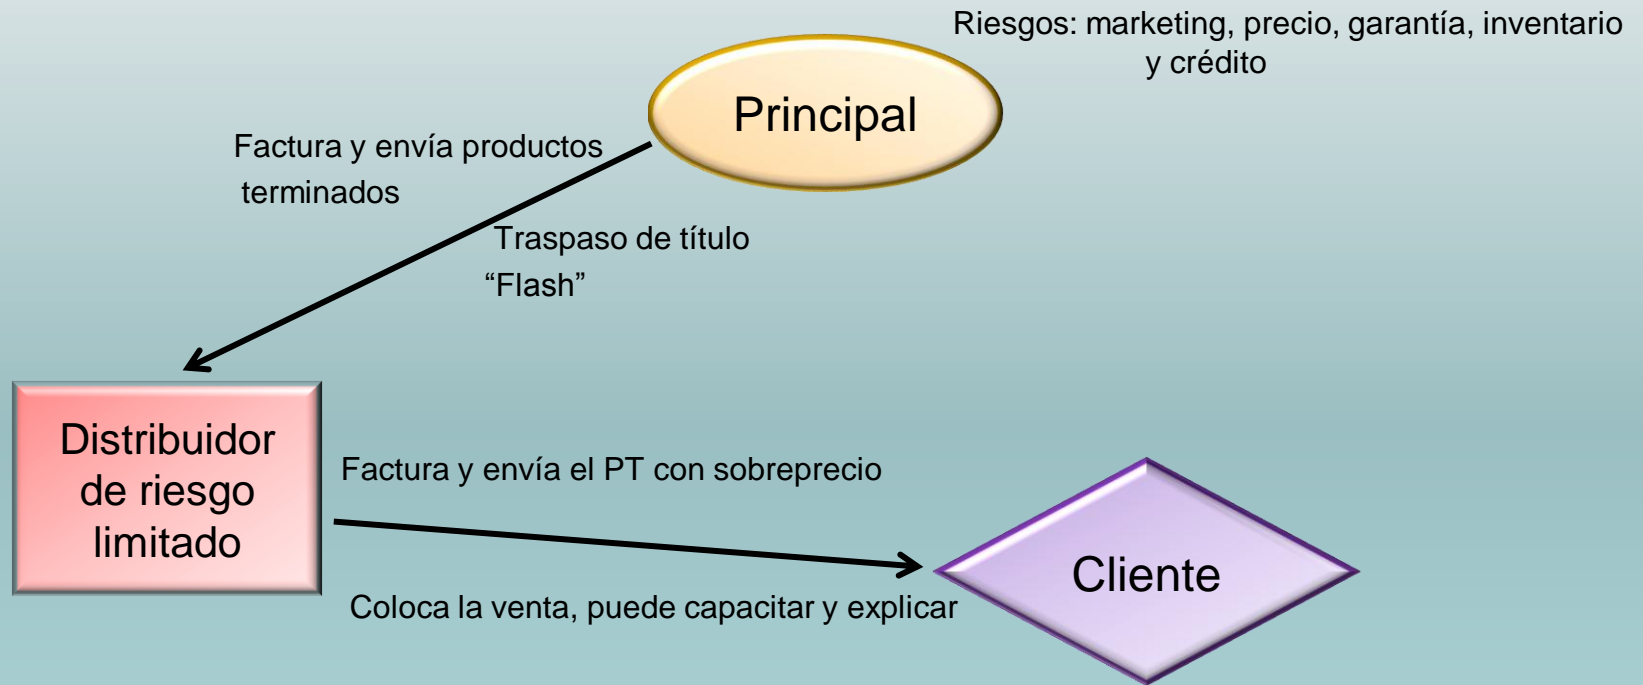 Riesgos: marketing, precio, garantía, inventario
y crédito
Principal
Factura y envía productos
terminados
Traspaso de título
“Flash”
Distribuidor
de riesgo
limitado
Factura y envía el PT con sobreprecio
Cliente
Coloca la venta, puede capacitar y explicar